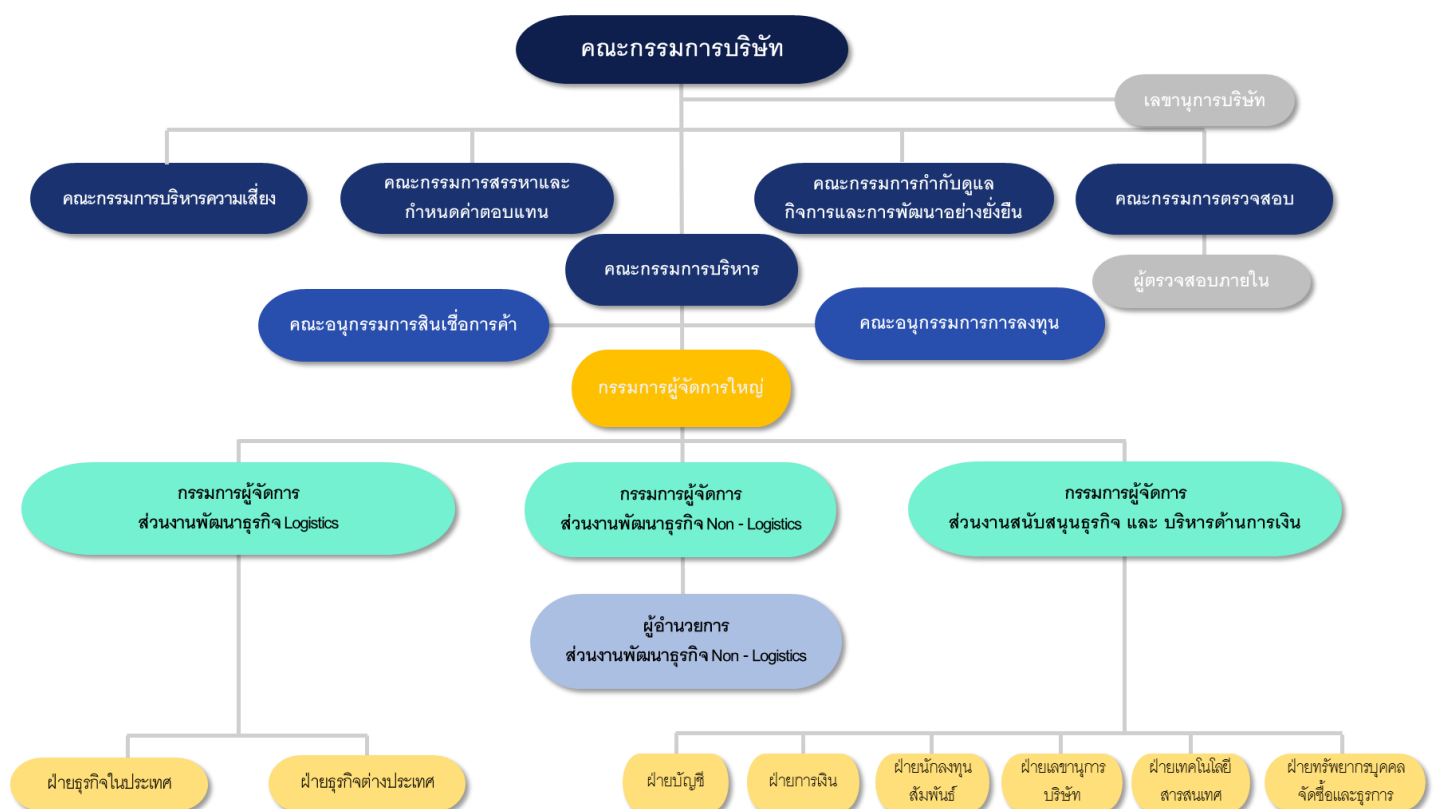 คณะกรรมการบริษัท
เลขานุการบริษัท
คณะกรรมการบริหารความเสี่ยง
คณะกรรมการสรรหาและ
กำหนดค่าตอบแทน
คณะกรรมการกำกับดูแล
กิจการและการพัฒนาอย่างยั่งยืน
คณะกรรมการตรวจสอบ
คณะกรรมการบริหาร
ผู้ตรวจสอบภายใน
คณะอนุกรรมการสินเชื่อการค้า
คณะอนุกรรมการการลงทุน
กรรมการผู้จัดการใหญ่
กรรมการผู้จัดการ
ส่วนงานพัฒนาธุรกิจ Logistics
กรรมการผู้จัดการ
ส่วนงานพัฒนาธุรกิจ Non - Logistics
กรรมการผู้จัดการ
ส่วนงานสนับสนุนธุรกิจ และ บริหารด้านการเงิน
ผู้อำนวยการ
ส่วนงานพัฒนาธุรกิจ Non - Logistics
ฝ่ายธุรกิจในประเทศ
ฝ่ายธุรกิจต่างประเทศ
ฝ่ายบัญชี
ฝ่ายการเงิน
ฝ่ายนักลงทุน
สัมพันธ์
ฝ่ายเลขานุการ
บริษัท
ฝ่ายเทคโนโลยี
สารสนเทศ
ฝ่ายทรัพยากรบุคคล
จัดซื้อและธุรการ